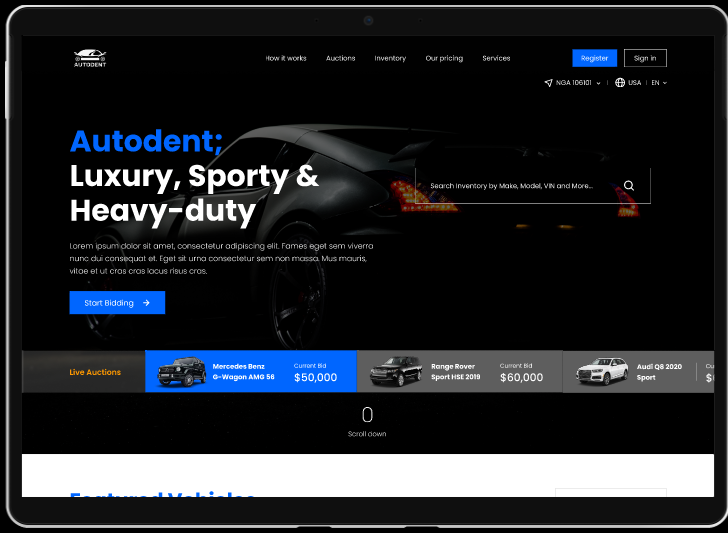 AUTODENT
How it works Auctions Inventory Our pricing Services Register Sign in
NGA 106101 USA EN
Autodent;
Luxury, Sporty &
Heavy-duty
Search Inventory by Make, Model, VIN and More...
Lorem ipsum dolor sit amet, consectetur adipiscing elit. Fames eget sem viverra
nunc dui consequat et. Eget sit urna consectetur sem non massa. Mus mauris,
vitae et ut cras cras lacus risus cras.
Start Bidding
Live Auctions
Mercedes Benz
G-Wagon AMG 56
Current Bid
$50,000
Range Rover
Sport HSE 2019
Current Bid
$60,000
Audi Q8 2020
Sport
Scroll down
Featured Vehicles